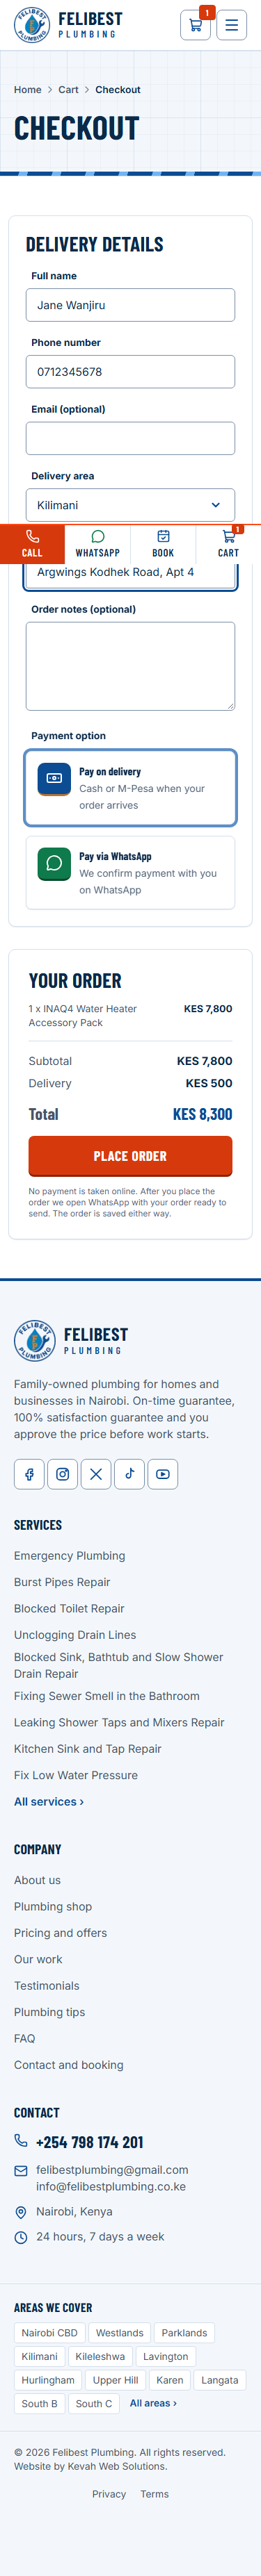 FELIBEST
PLUMBING
1
Home > Cart > Checkout
CHECKOUT
DELIVERY DETAILS
Full name
Jane Wanjiru
Phone number
0712345678
Email (optional)
Delivery area
Kilimani
CALL
WHATSAPP
BOOK
1
CART
Argwings Kodhek Road, Apt 4
Order notes (optional)
Payment option
Pay on delivery
Cash or M-Pesa when your
order arrives
Pay via WhatsApp
We confirm payment with you
on WhatsApp
YOUR ORDER
1 x INAQ4 Water Heater KES 7,800
Accessory Pack
Subtotal KES 7,800
Delivery KES 500
Total KES 8,300
PLACE ORDER
No payment is taken online. After you place the
order we open WhatsApp with your order ready to
send. The order is saved either way.
FELIBEST
PLUMBING
Family-owned plumbing for homes and
businesses in Nairobi. On-time guarantee,
100% satisfaction guarantee and you
approve the price before work starts.
SERVICES
Emergency Plumbing
Burst Pipes Repair
Blocked Toilet Repair
Unclogging Drain Lines
Blocked Sink, Bathtub and Slow Shower
Drain Repair
Fixing Sewer Smell in the Bathroom
Leaking Shower Taps and Mixers Repair
Kitchen Sink and Tap Repair
Fix Low Water Pressure
All services ›
COMPANY
About us
Plumbing shop
Pricing and offers
Our work
Testimonials
Plumbing tips
FAQ
Contact and booking
CONTACT
+254 798 174 201
felibestplumbing@gmail.com
info@felibestplumbing.co.ke
Nairobi, Kenya
24 hours, 7 days a week
AREAS WE COVER
Nairobi CBD Westlands Parklands
Kilimani Kileleshwa Lavington
Hurlingham Upper Hill Karen Langata
South B South C All areas ›
© 2026 Felibest Plumbing. All rights reserved.
Website by Kevah Web Solutions.
Privacy Terms